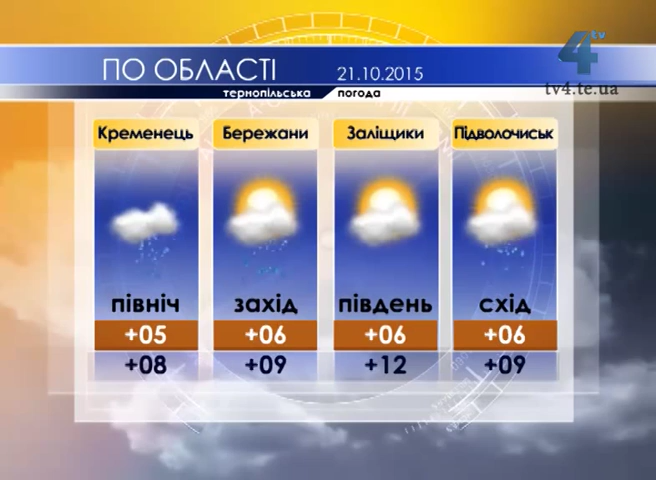 4 tv
ПО ОБЛАСТІ 21.10.2015
tv4.te.ua
тернопільська погода
Кременець Бережани Заліщики Підволочиськ
північ захід південь схід
+05 +06 +06 +06
+08 +09 +12 +09